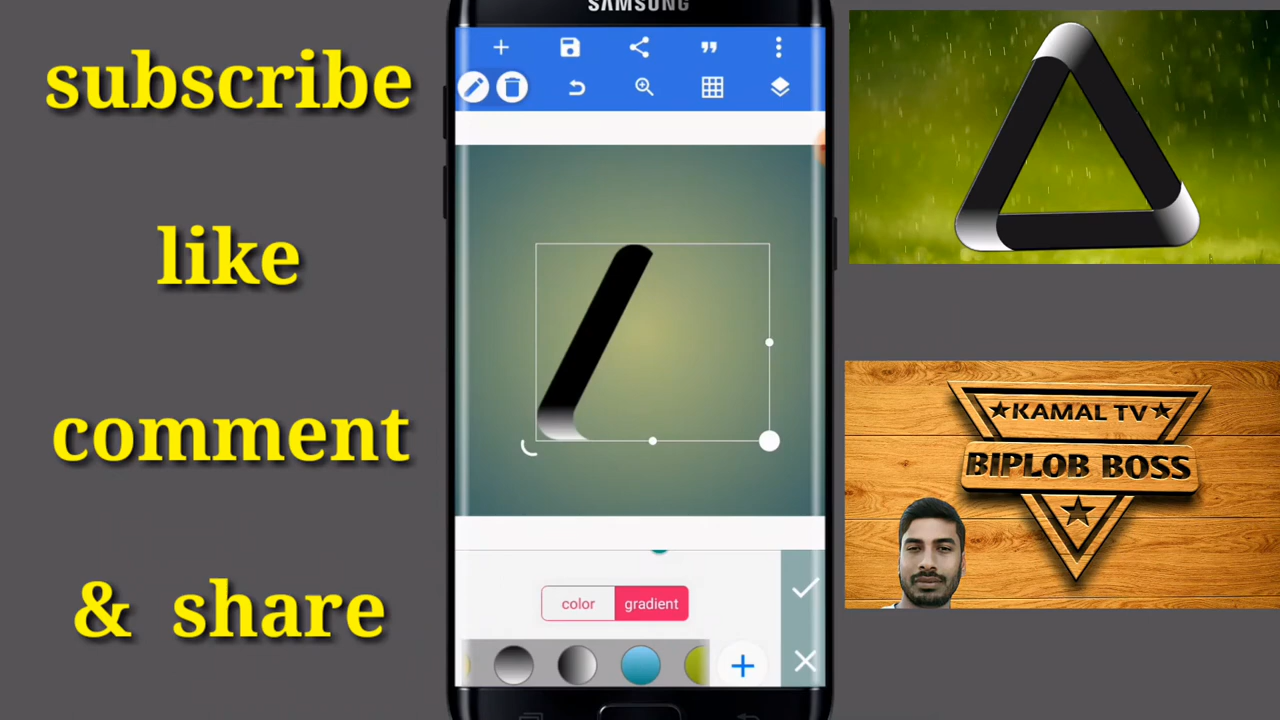 subscribe
like
comment
& share
SAMSUNG
color
gradient
KAMAL TV
BIPLOB BOSS